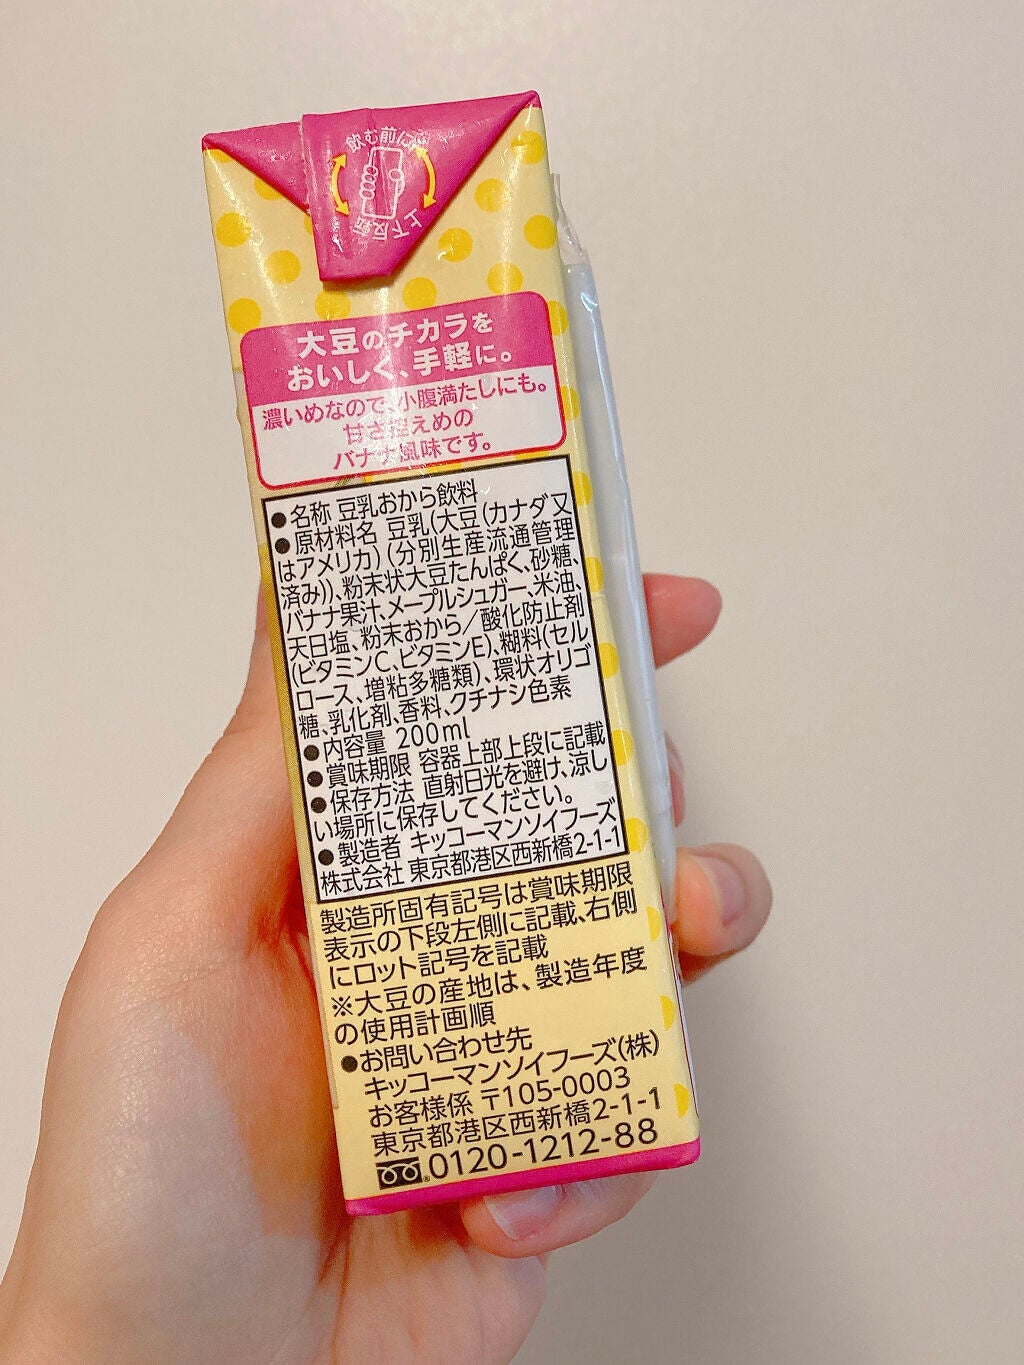 飲む前に
上下反転
大豆のチカラを
おいしく、手軽に。
濃いめなので、小腹満たしにも。
甘さ控えめの
バナナ風味です。
●名称 豆乳おから飲料
●原材料名 豆乳(大豆(カナダ又
はアメリカ)(分別生産流通管理
済み))、粉末状大豆たんぱく、砂糖、
バナナ果汁、メープルシュガー、米油、
天日塩、粉末おから/酸化防止剤
(ビタミンC、ビタミンE)、糊料(セル
ロース、増粘多糖類)、環状オリゴ
糖、乳化剤、香料、クチナシ色素
●内容量 200ml
●賞味期限 容器上部上段に記載
●保存方法 直射日光を避け、涼し
い場所に保存してください。
●製造者 キッコーマンソイフーズ
株式会社 東京都港区西新橋2-1-1
製造所固有記号は賞味期限
表示の下段左側に記載、右側
にロット記号を記載
※大豆の産地は、製造年度
の使用計画順
●お問い合わせ先
キッコーマンソイフーズ(株)
お客様係 〒105-0003
東京都港区西新橋2-1-1
0120-1212-88